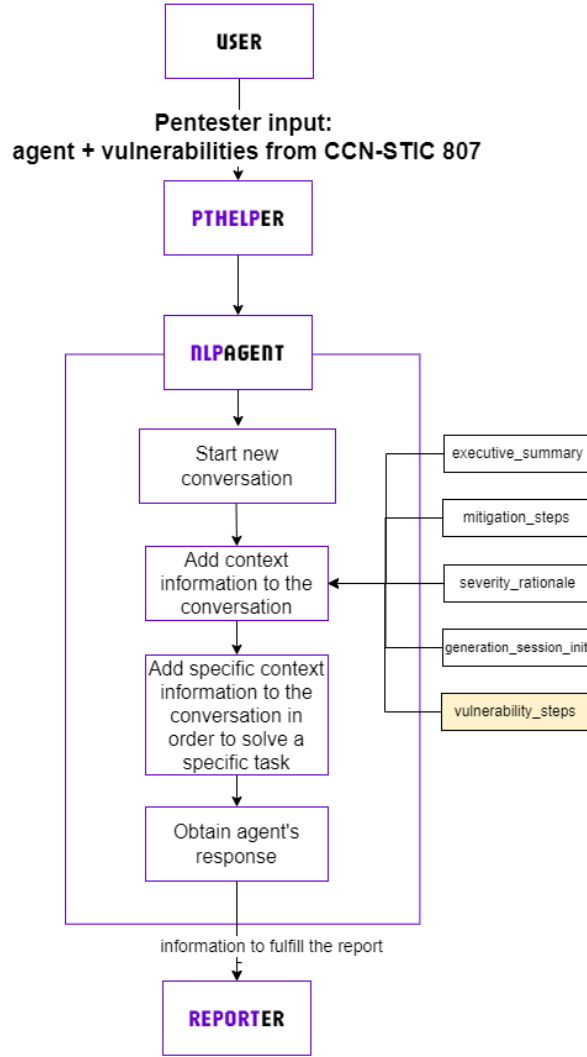 USER
Pentester input:
agent + vulnerabilities from CCN-STIC 807
PTHELPER
NLPAGENT
Start new
conversation
Add context
information to the
conversation
Add specific context
information to the
conversation in
order to solve a
specific task
Obtain agent's
response
executive_summary
mitigation_steps
severity_rationale
generation_session_init
vulnerability_steps
information to fulfill the report
REPORTER